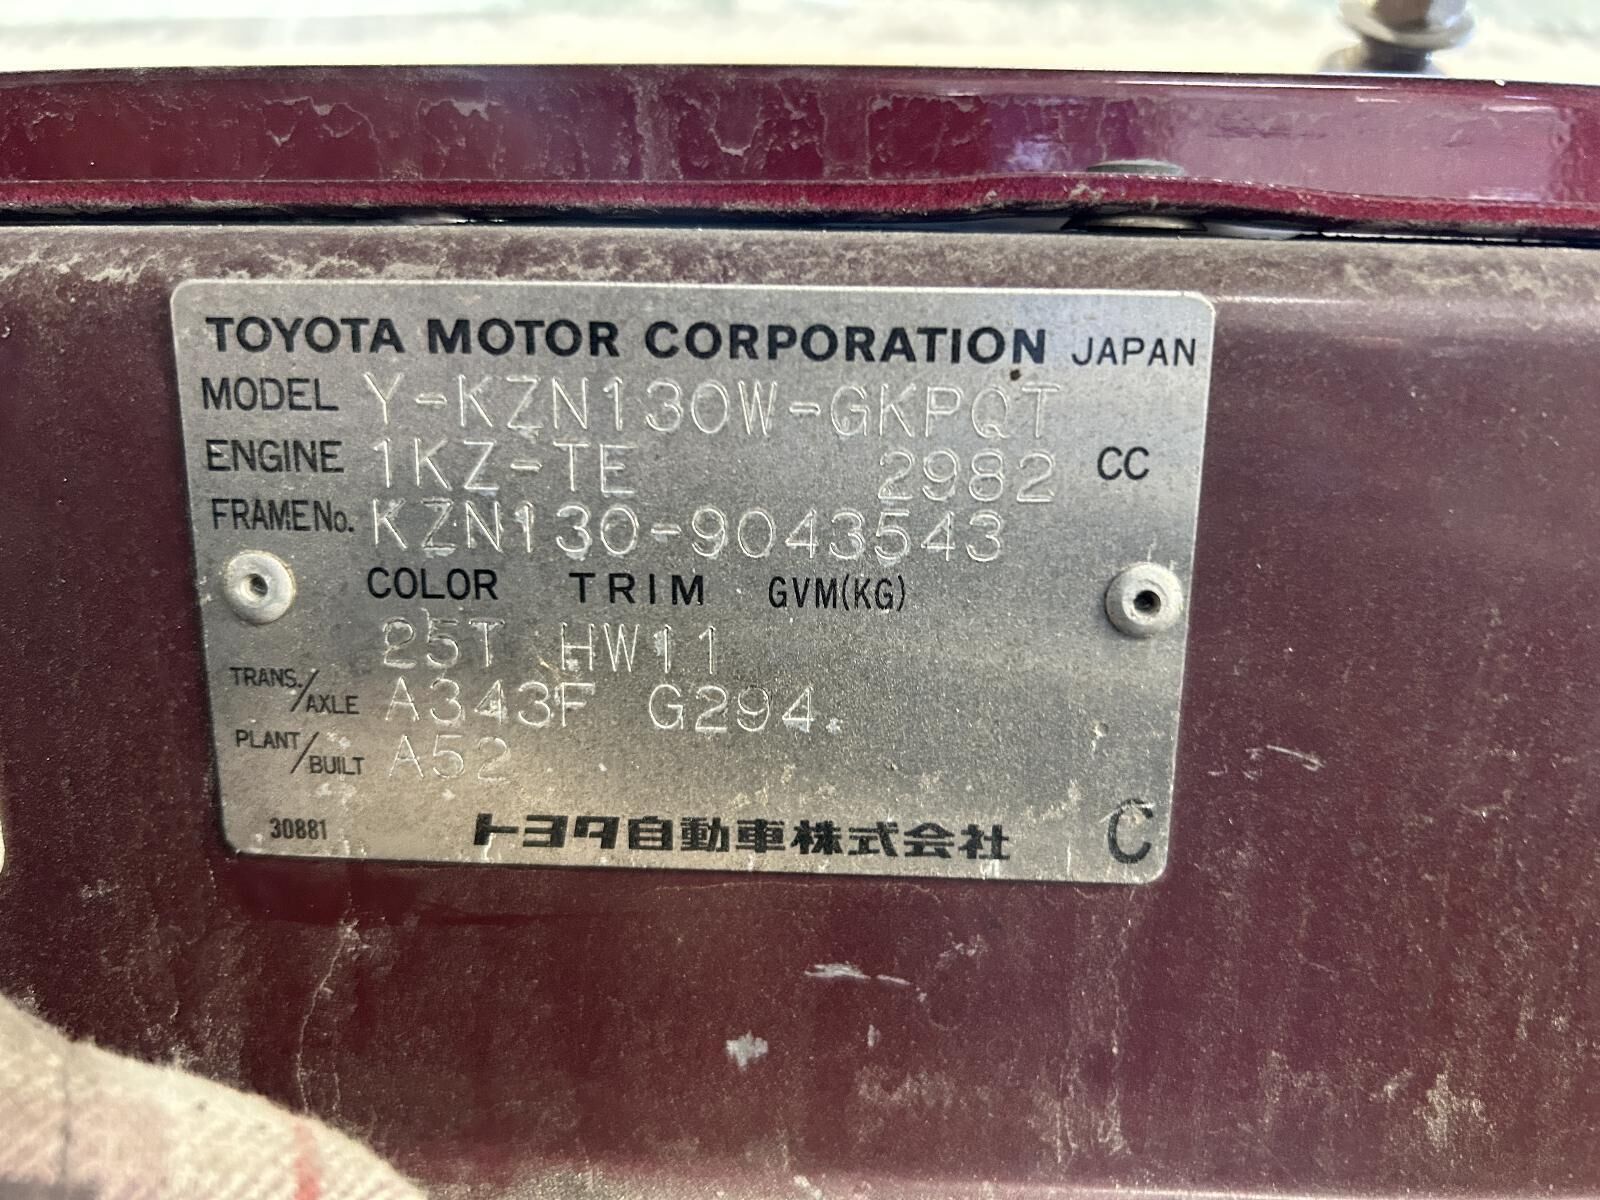 TOYOTA MOTOR CORPORATION JAPAN
MODEL Y-KZN130W-GKPQT
ENGINE 1KZ-TE 2982 CC
FRAME No. KZN130-9043543
COLOR TRIM GVM(KG)
25T HW11
TRANS./AXLE A343F G294
PLANT/BUILT A52
30881 トヨタ自動車株式会社 C